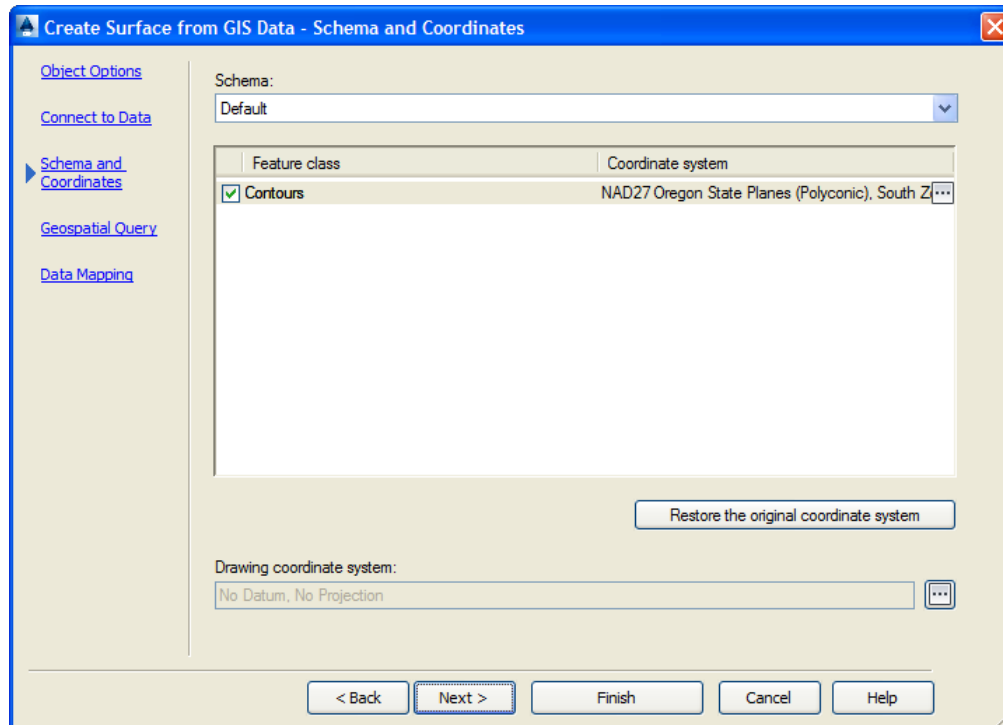 Create Surface from GIS Data - Schema and Coordinates
Object Options
Connect to Data
Schema and
Coordinates
Geospatial Query
Data Mapping
Schema:
Default
Feature class Coordinate system
Contours NAD27 Oregon State Planes (Polyconic), South Z
Restore the original coordinate system
Drawing coordinate system:
No Datum, No Projection
< Back Next > Finish Cancel Help